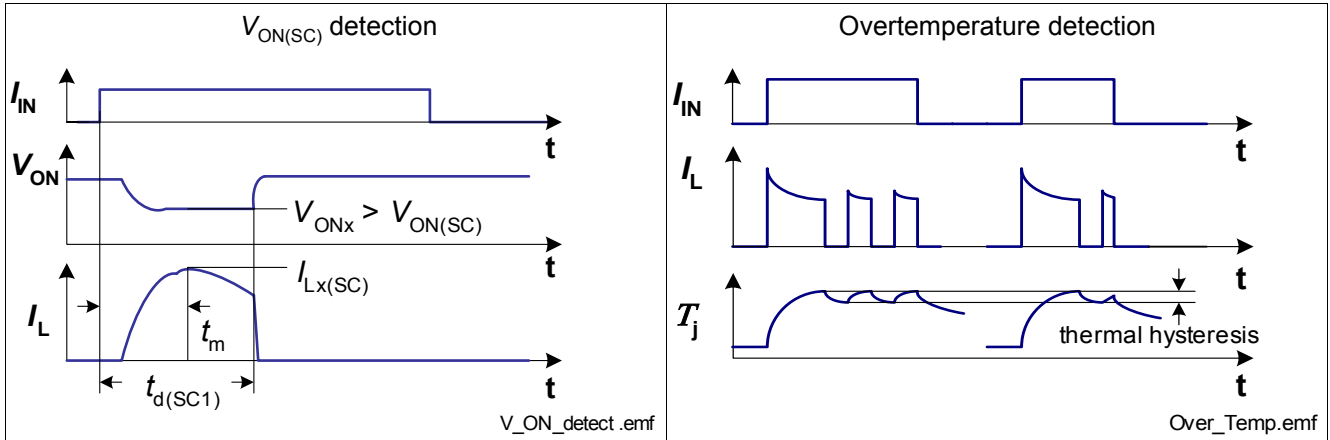 V_ON(SC) detection
I_IN
t
V_ON
V_ONx > V_ON(SC)
t
I_Lx(SC)
I_L
t_m
t
t_d(SC1)
V_ON_detect .emf
Overtemperature detection
I_IN
t
I_L
t
T_j
thermal hysteresis
t
Over_Temp.emf